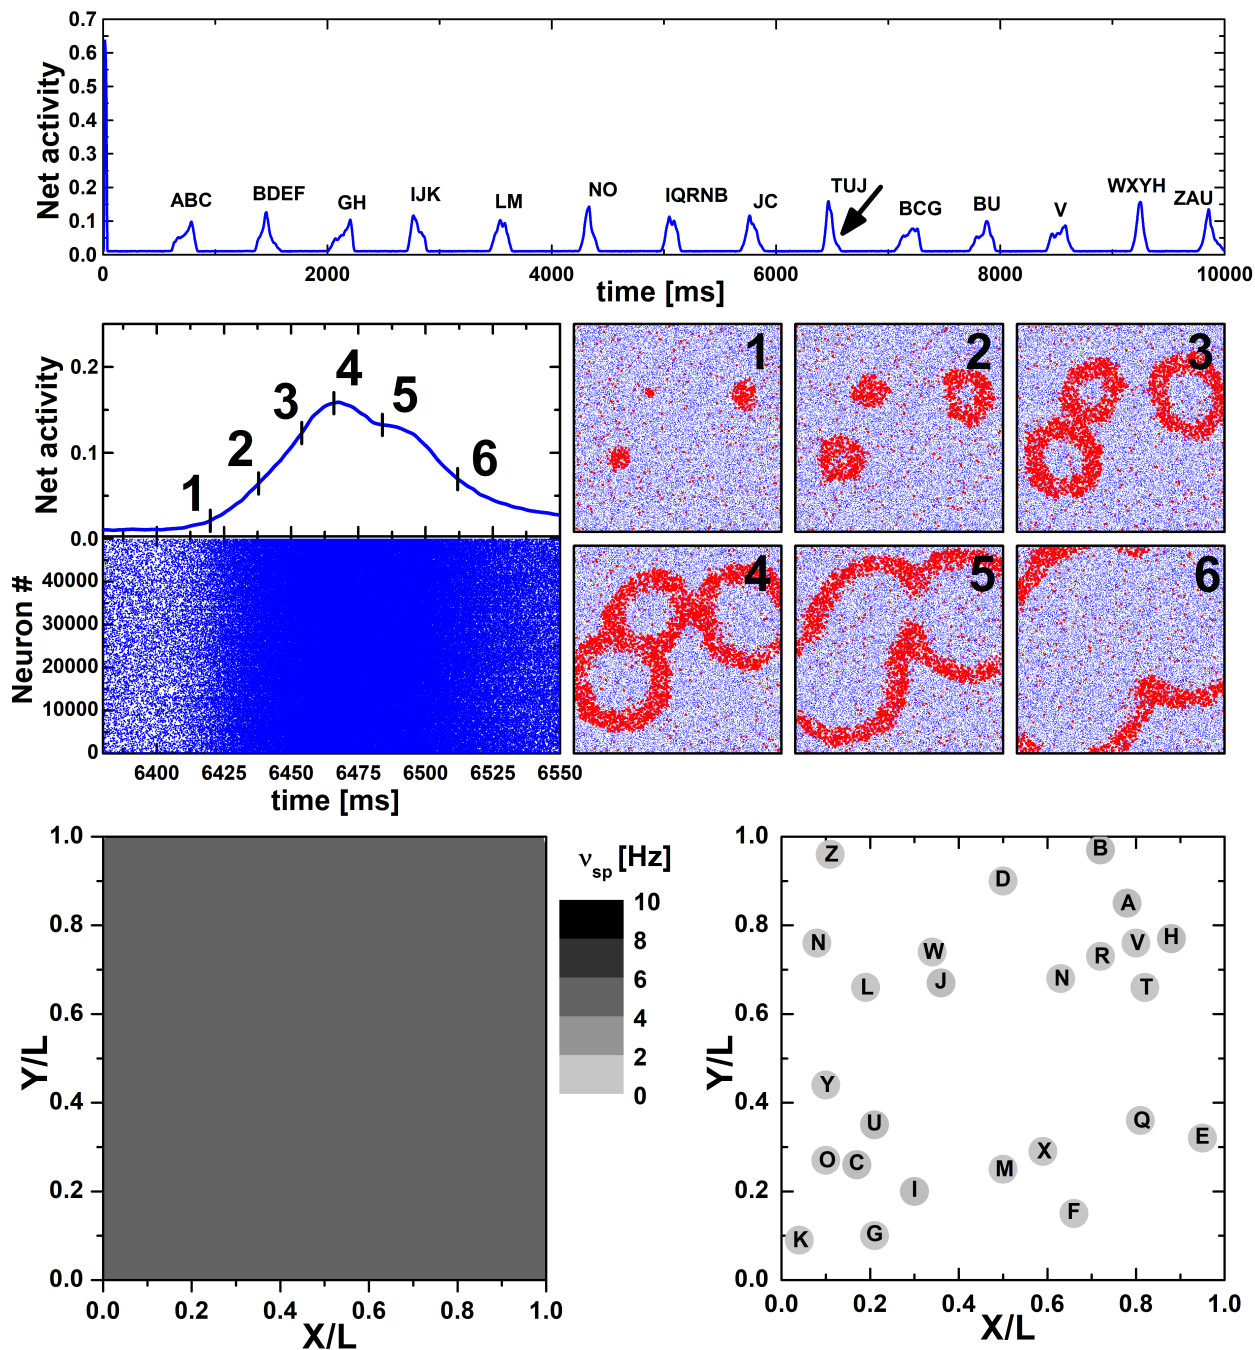 0.7
0.6
0.5
0.4
0.3
0.2
0.1
0.0
Net activity
ABC
BDEF
GH
IJK
LM
NO
IQRNB
JC
TUJ
BCG
BU
V
WXYH
ZAU
0
2000
4000
6000
8000
10000
time [ms]
0.2
0.1
0.0
Net activity
1
2
3
4
5
6
40000
30000
20000
10000
0
Neuron #
6400
6425
6450
6475
6500
6525
6550
time [ms]
1
2
3
4
5
6
1.0
0.8
0.6
0.4
0.2
0.0
Y/L
0.0
0.2
0.4
0.6
0.8
1.0
X/L
νsp [Hz]
10
8
6
4
2
0
1.0
0.8
0.6
0.4
0.2
0.0
Y/L
Z
B
D
A
N
W
R
V
H
L
J
N
T
Y
U
Q
E
O
C
M
X
I
F
K
G
0.0
0.2
0.4
0.6
0.8
1.0
X/L